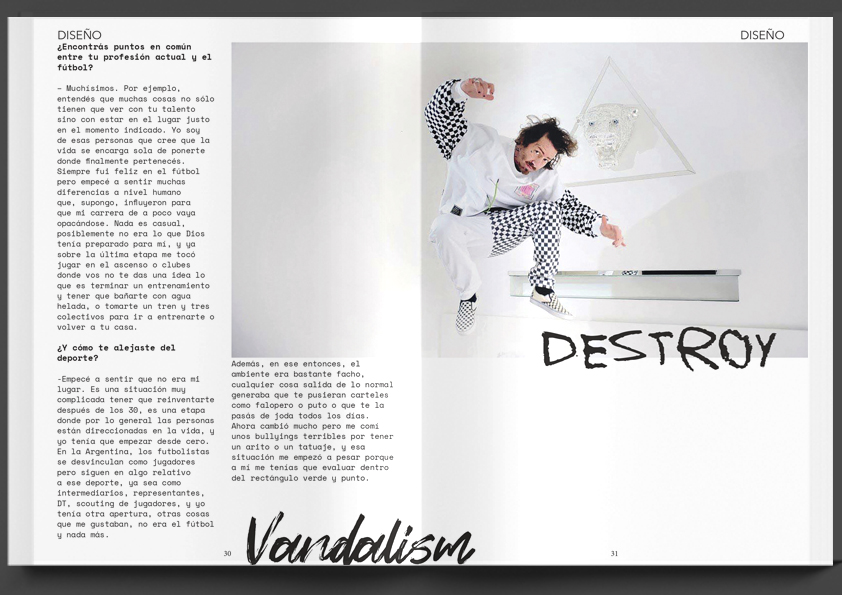 DISEÑO
¿Encontrás puntos en común
entre tu profesión actual y el
fútbol?
– Muchísimos. Por ejemplo,
entendés que muchas cosas no sólo
tienen que ver con tu talento
sino con estar en el lugar justo
en el momento indicado. Yo soy
de esas personas que cree que la
vida se encarga sola de ponerte
donde finalmente pertenecés.
Siempre fui feliz en el fútbol
pero empecé a sentir muchas
diferencias a nivel humano
que, supongo, influyeron para
que mi carrera de a poco vaya
opacándose. Nada es casual,
posiblemente no era lo que Dios
tenía preparado para mí, y ya
sobre la última etapa me tocó
jugar en el ascenso o clubes
donde vos no te das una idea lo
que es terminar un entrenamiento
y tener que bañarte con agua
helada, o tomarte un tren y tres
colectivos para ir a entrenarte o
volver a tu casa.
¿Y cómo te alejaste del
deporte?
-Empecé a sentir que no era mi
lugar. Es una situación muy
complicada tener que reinventarte
después de los 30, es una etapa
donde por lo general las personas
están direccionadas en la vida, y
yo tenía que empezar desde cero.
En la Argentina, los futbolistas
se desvinculan como jugadores
pero siguen en algo relativo
a ese deporte, ya sea como
intermediarios, representantes,
DT, scouting de jugadores, y yo
tenía otra apertura, otras cosas
que me gustaban, no era el fútbol
y nada más.
Además, en ese entonces, el
ambiente era bastante facho,
cualquier cosa salida de lo normal
generaba que te pusieran carteles
como falopero o puto o que te la
pasás de joda todos los días.
Ahora cambió mucho pero me comí
unos bullyings terribles por tener
un arito o un tatuaje, y esa
situación me empezó a pesar porque
a mí me tenías que evaluar dentro
del rectángulo verde y punto.
30
Vandalism
DISEÑO
DESTROY
31